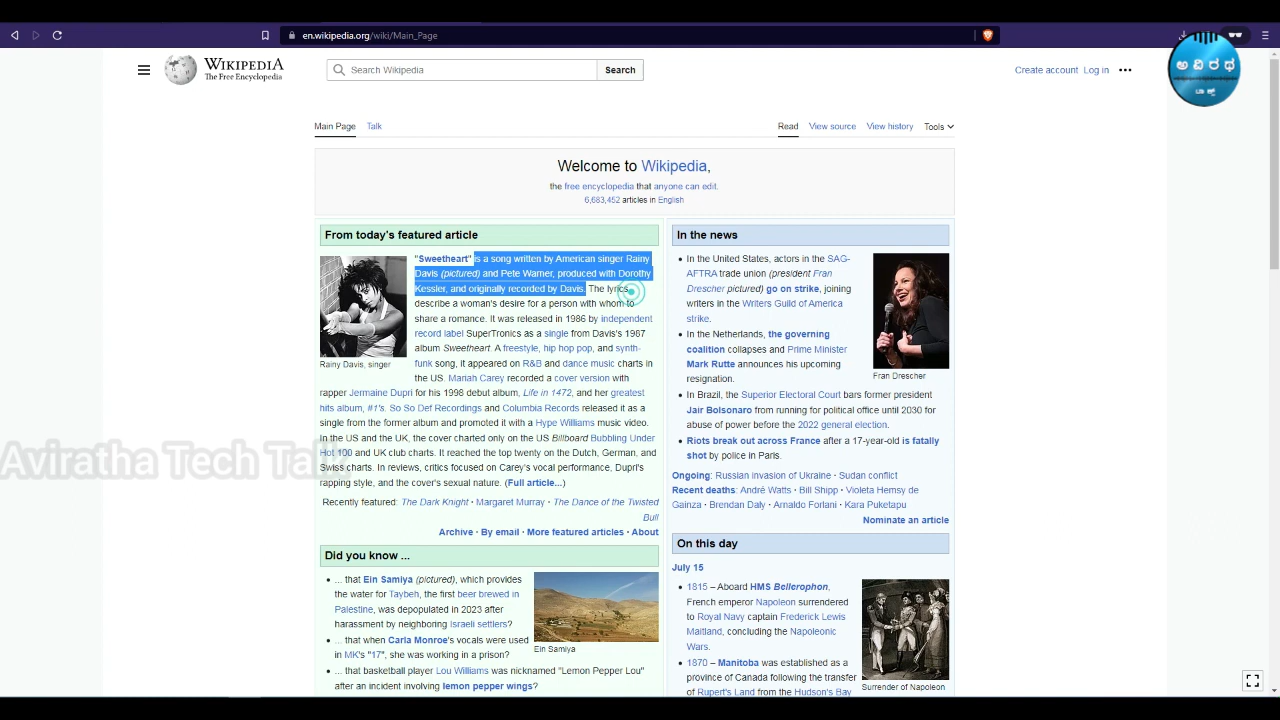 en.wikipedia.org/wiki/Main_Page
WIKIPEDIA
The Free Encyclopedia
Search Wikipedia
Search
Create account Log in
ಅವಿರಥ
Main Page Talk
Read View source View history Tools
Welcome to Wikipedia,
the free encyclopedia that anyone can edit.
6,683,452 articles in English
From today's featured article
"Sweetheart" is a song written by American singer Rainy
Davis (pictured) and Pete Warner, produced with Dorothy
Kessler, and originally recorded by Davis. The lyrics
describe a woman's desire for a person with whom to
share a romance. It was released in 1986 by independent
record label SuperTronics as a single from Davis's 1987
album Sweetheart. A freestyle, hip hop pop, and synth-
funk song, it appeared on R&B and dance music charts in
the US. Mariah Carey recorded a cover version with
Rainy Davis, singer
rapper Jermaine Dupri for his 1998 debut album, Life in 1472, and her greatest
hits album, #1's. So So Def Recordings and Columbia Records released it as a
single from the former album and promoted it with a Hype Williams music video.
In the US and the UK, the cover charted only on the US Billboard Bubbling Under
Hot 100 and UK club charts. It reached the top twenty on the Dutch, German, and
Swiss charts. In reviews, critics focused on Carey's vocal performance, Dupri's
rapping style, and the cover's sexual nature. (Full article...)
Recently featured: The Dark Knight · Margaret Murray · The Dance of the Twisted
Bull
Archive · By email · More featured articles · About
Did you know ...
... that Ein Samiya (pictured), which provides
the water for Taybeh, the first beer brewed in
Palestine, was depopulated in 2023 after
harassment by neighboring Israeli settlers?
... that when Carla Monroe's vocals were used
in MK's "17", she was working in a prison?
Ein Samiya
... that basketball player Lou Williams was nicknamed "Lemon Pepper Lou"
after an incident involving lemon pepper wings?
In the news
In the United States, actors in the SAG-
AFTRA trade union (president Fran
Drescher pictured) go on strike, joining
writers in the Writers Guild of America
strike.
In the Netherlands, the governing
coalition collapses and Prime Minister
Mark Rutte announces his upcoming
resignation.
Fran Drescher
In Brazil, the Superior Electoral Court bars former president
Jair Bolsonaro from running for political office until 2030 for
abuse of power before the 2022 general election.
Riots break out across France after a 17-year-old is fatally
shot by police in Paris.
Ongoing: Russian invasion of Ukraine · Sudan conflict
Recent deaths: André Watts · Bill Shipp · Violeta Hemsy de
Gainza · Brendan Daly · Arnaldo Forlani · Kara Puketapu
Nominate an article
On this day
July 15
1815 – Aboard HMS Bellerophon,
French emperor Napoleon surrendered
to Royal Navy captain Frederick Lewis
Maitland, concluding the Napoleonic
Wars.
1870 – Manitoba was established as a
province of Canada following the transfer
of Rupert's Land from the Hudson's Bay
Surrender of Napoleon
Aviratha Tech Talk